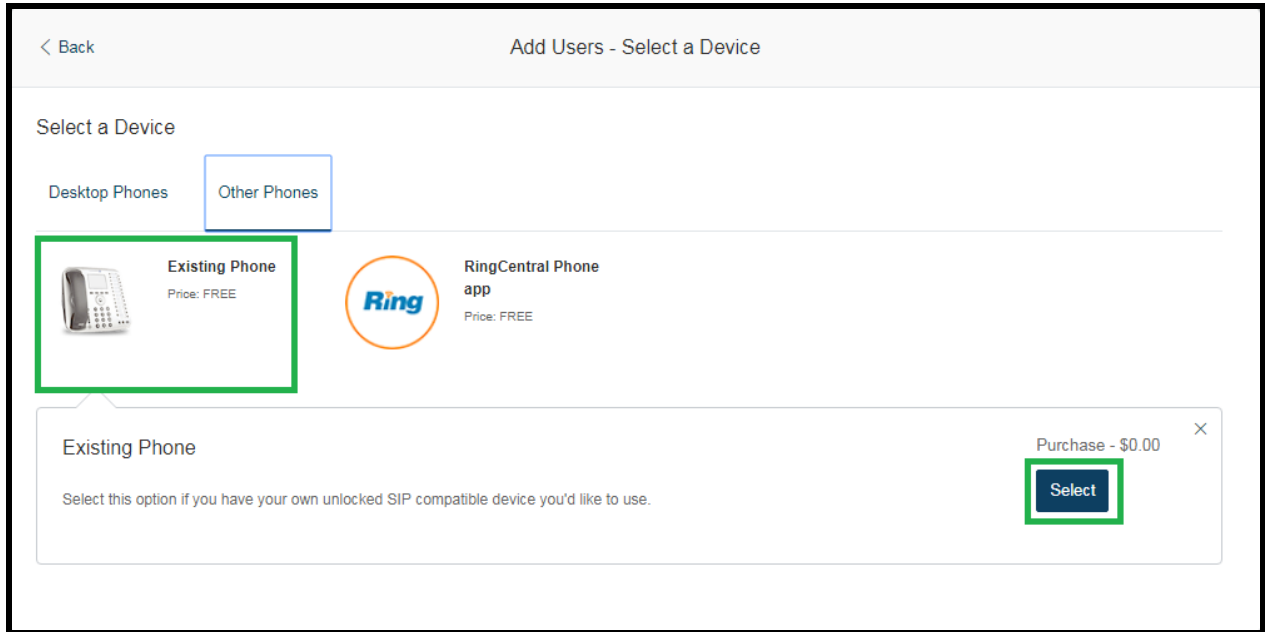 Back
Add Users - Select a Device
Select a Device
Desktop Phones
Other Phones
Existing Phone
Price: FREE
Ring
RingCentral Phone
app
Price: FREE
Existing Phone
Purchase - $0.00
Select this option if you have your own unlocked SIP compatible device you'd like to use.
Select